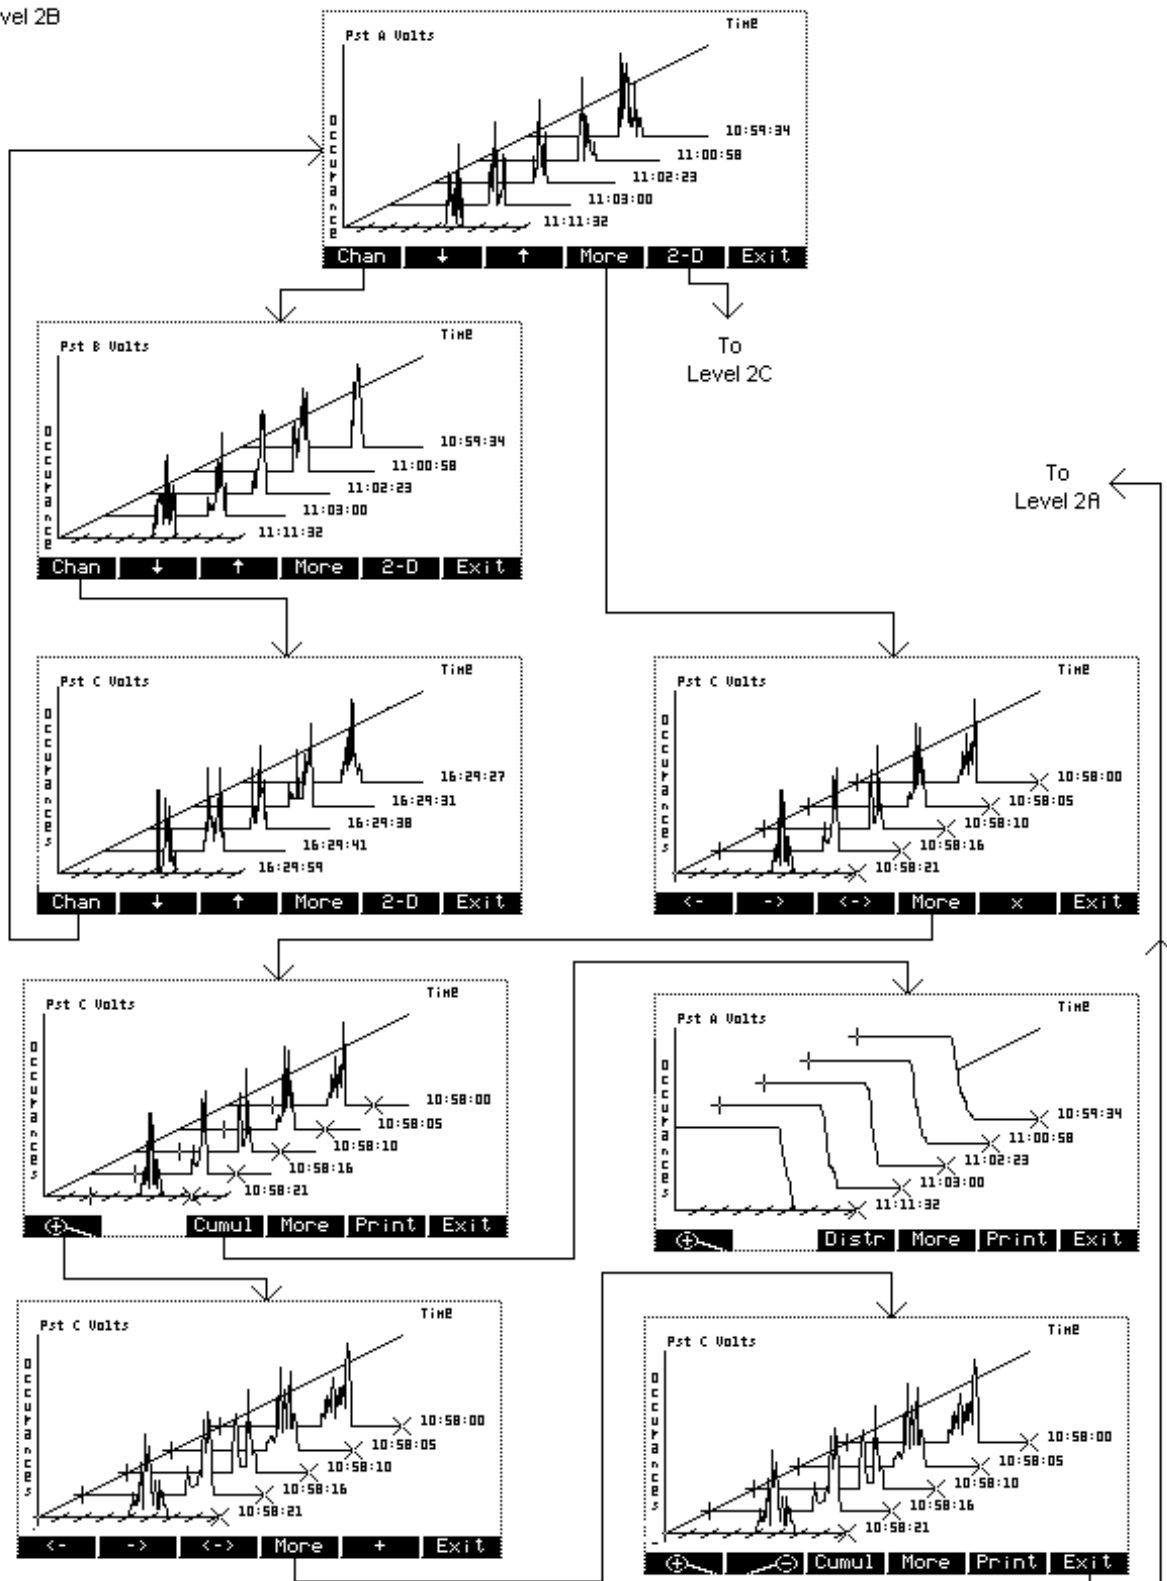 vel 2B
Pst A Volts
Time
Occurance
10:59:34
11:00:58
11:02:23
11:03:00
11:11:32
Chan ↓ ↑ More 2-D Exit
To
Level 2C
Pst B Volts
Time
Occurance
10:59:34
11:00:58
11:02:23
11:03:00
11:11:32
Chan ↓ ↑ More 2-D Exit
To
Level 2A
Pst C Volts
Time
Occurances
16:29:27
16:29:31
16:29:38
16:29:41
16:29:59
Chan ↓ ↑ More 2-D Exit
Pst C Volts
Time
Occurances
10:58:00
10:58:05
10:58:10
10:58:16
10:58:21
<- -> <-> More x Exit
Pst C Volts
Time
Occurances
10:58:00
10:58:05
10:58:10
10:58:16
10:58:21
Cumul More Print Exit
Pst A Volts
Time
Occurances
10:59:34
11:00:58
11:02:23
11:03:00
11:11:32
Distr More Print Exit
Pst C Volts
Time
Occurances
10:58:00
10:58:05
10:58:10
10:58:16
10:58:21
<- -> <-> More + Exit
Pst C Volts
Time
Occurances
10:58:00
10:58:05
10:58:10
10:58:16
10:58:21
Cumul More Print Exit